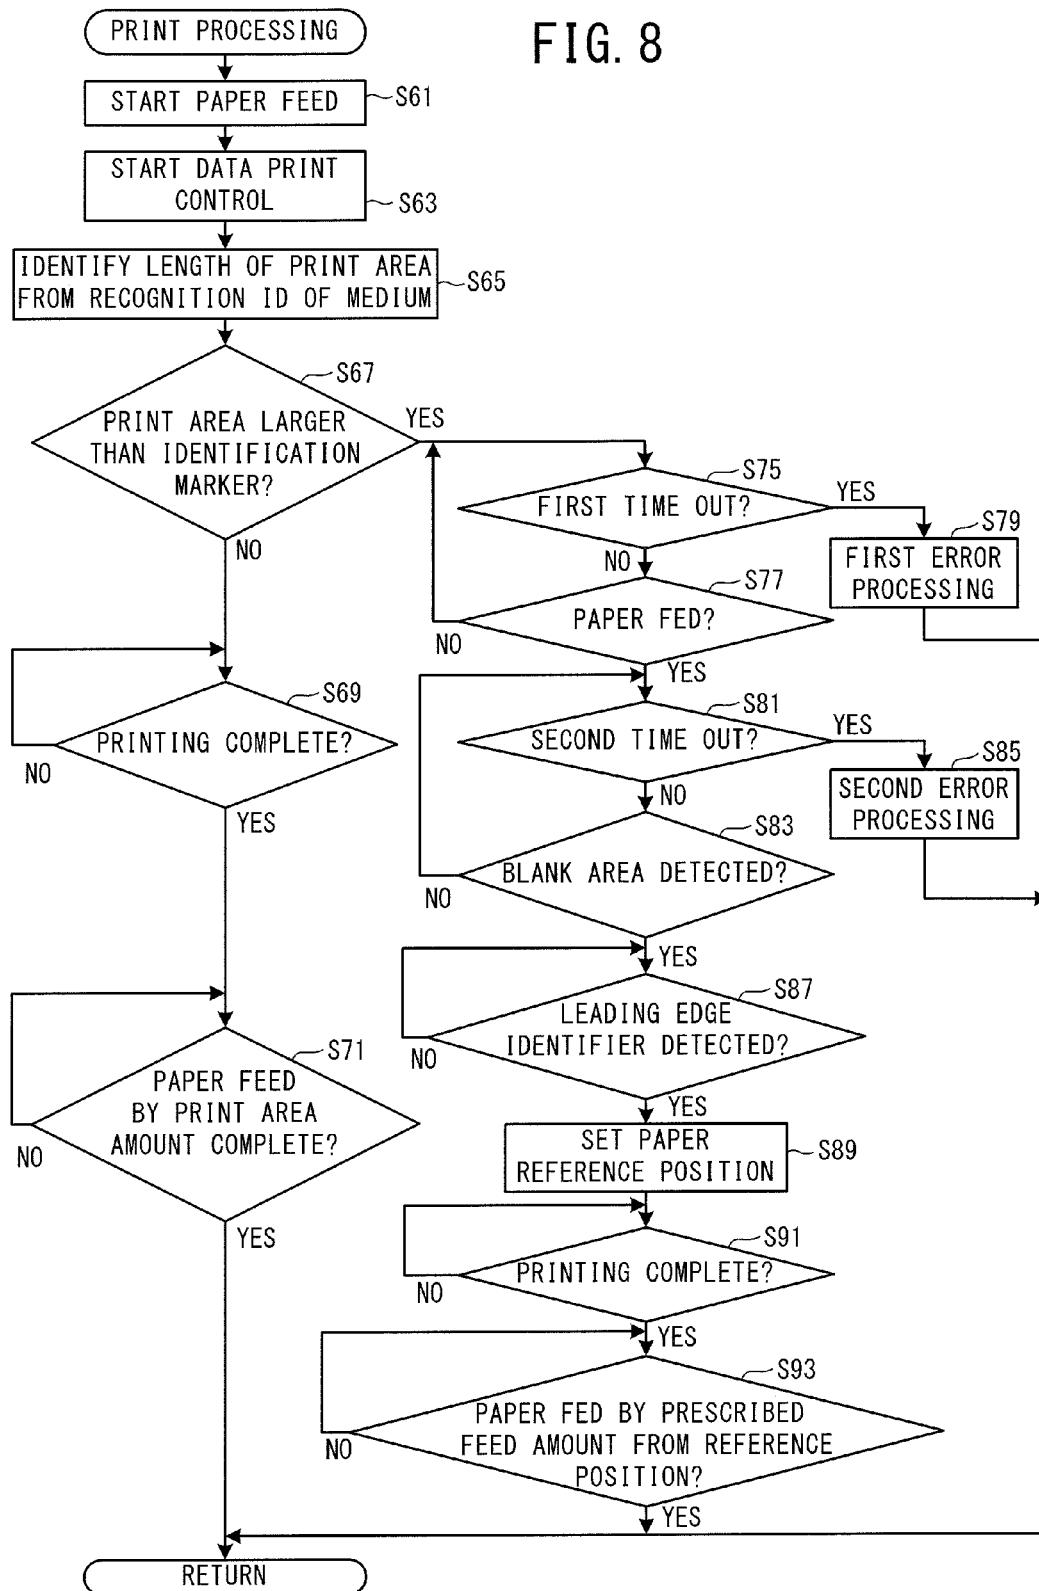 FIG. 8
PRINT PROCESSING
START PAPER FEED
S61
START DATA PRINT
CONTROL
S63
IDENTIFY LENGTH OF PRINT AREA
FROM RECOGNITION ID OF MEDIUM
S65
S67
PRINT AREA LARGER
THAN IDENTIFICATION
MARKER?
YES
NO
S69
PRINTING COMPLETE?
NO
YES
S71
PAPER FEED
BY PRINT AREA
AMOUNT COMPLETE?
NO
YES
S75
FIRST TIME OUT?
YES
NO
S79
FIRST ERROR
PROCESSING
S77
PAPER FED?
NO
YES
S81
SECOND TIME OUT?
YES
NO
S85
SECOND ERROR
PROCESSING
S83
BLANK AREA DETECTED?
NO
YES
S87
LEADING EDGE
IDENTIFIER DETECTED?
NO
YES
SET PAPER
REFERENCE POSITION
S89
S91
PRINTING COMPLETE?
NO
YES
S93
PAPER FED BY PRESCRIBED
FEED AMOUNT FROM REFERENCE
POSITION?
NO
YES
RETURN